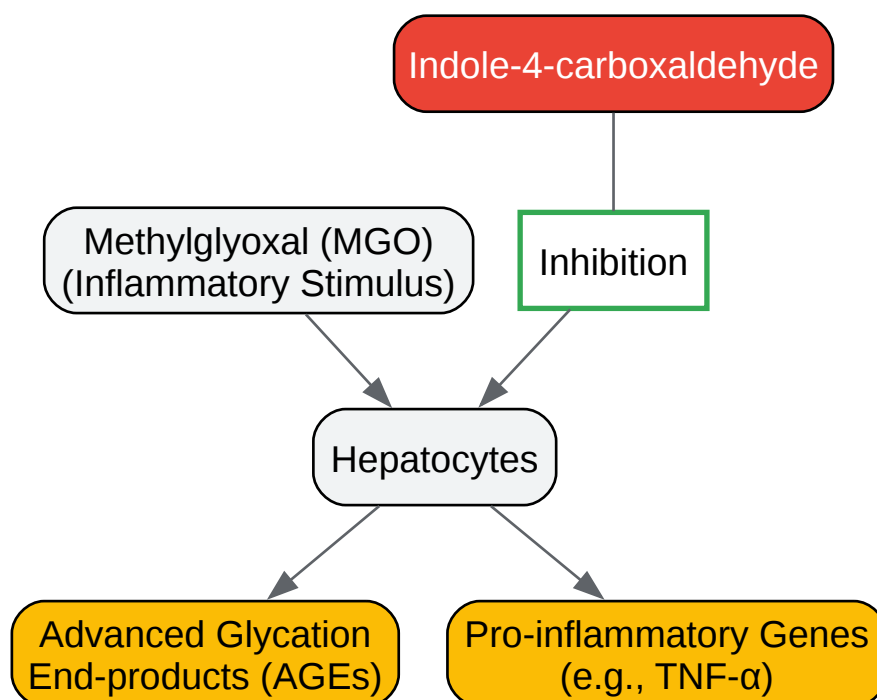 Indole-4-carboxaldehyde
Methylglyoxal (MGO)
(Inflammatory Stimulus)
Inhibition
Hepatocytes
Advanced Glycation
End-products (AGEs)
Pro-inflammatory Genes
(e.g., TNF-α)